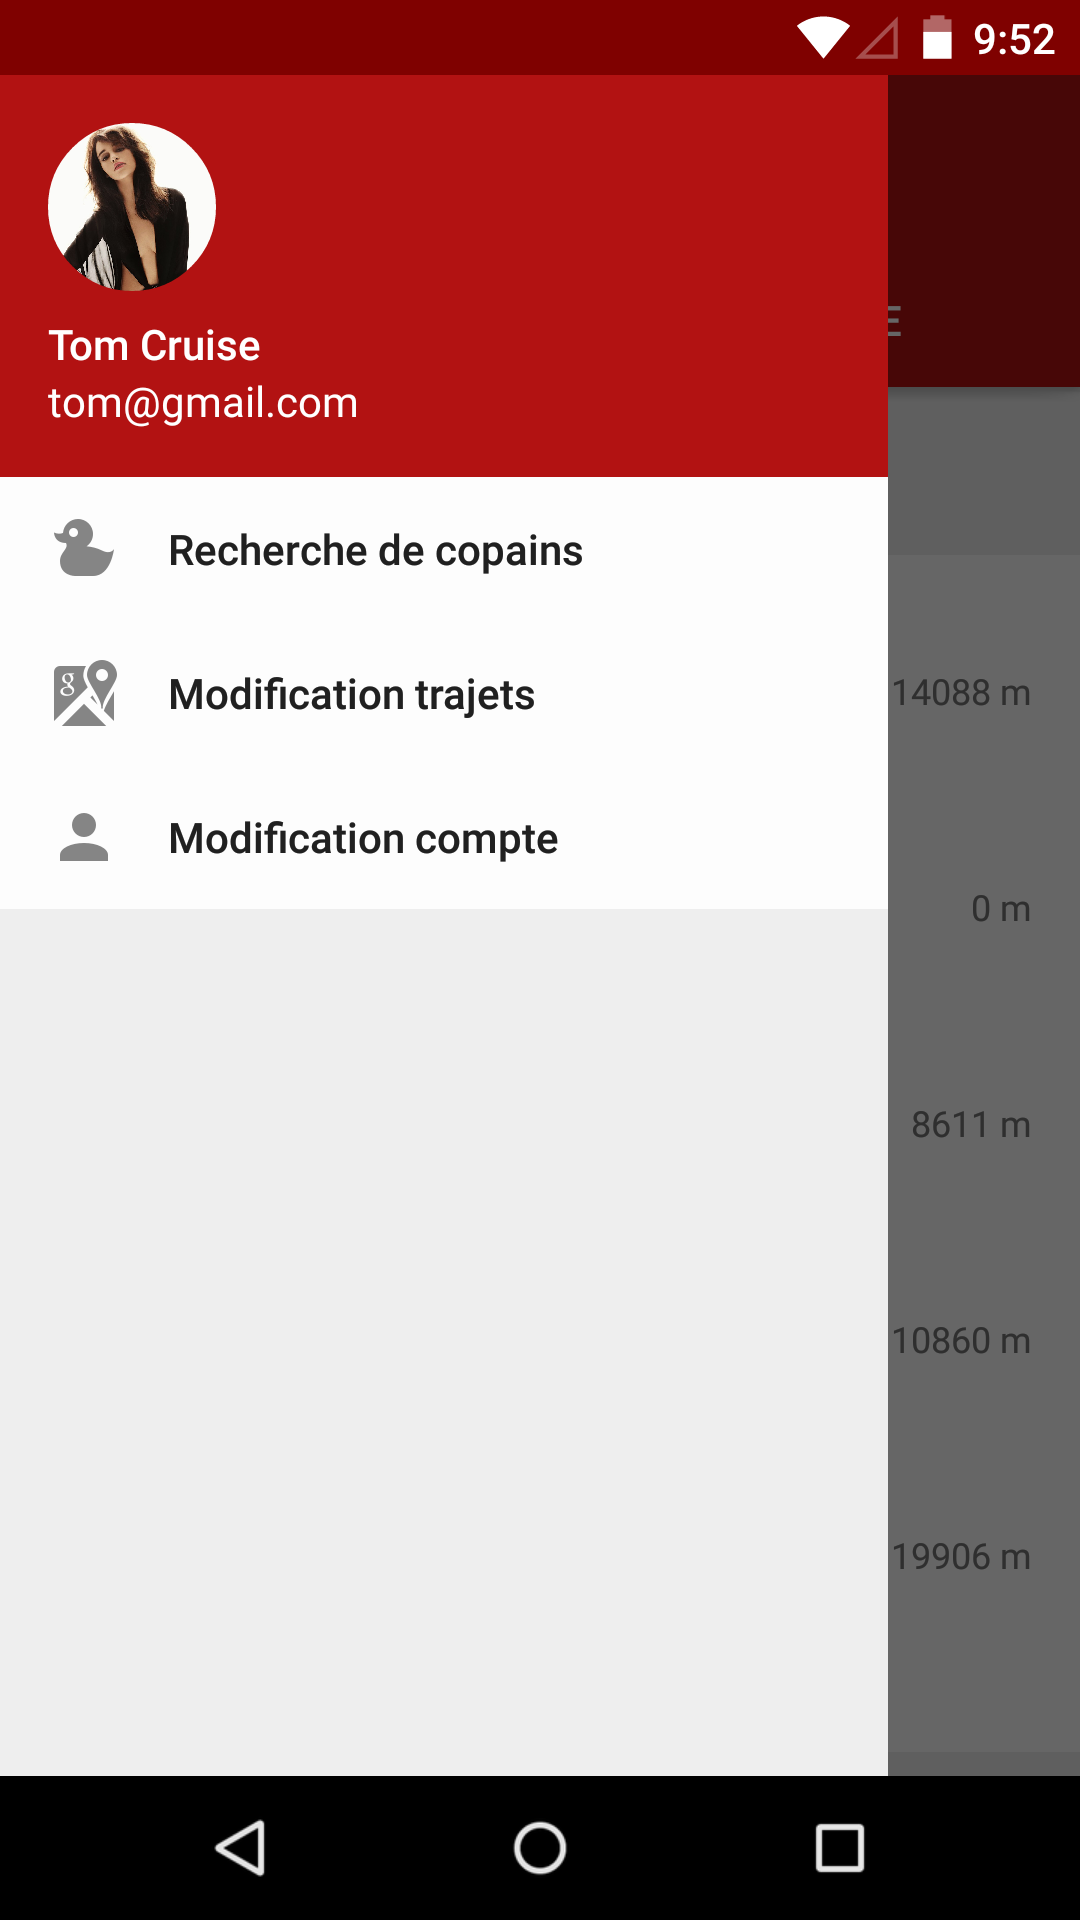 9:52
E
Tom Cruise
tom@gmail.com
Recherche de copains
g
Modification trajets
14088 m
Modification compte
0 m
8611 m
10860 m
19906 m